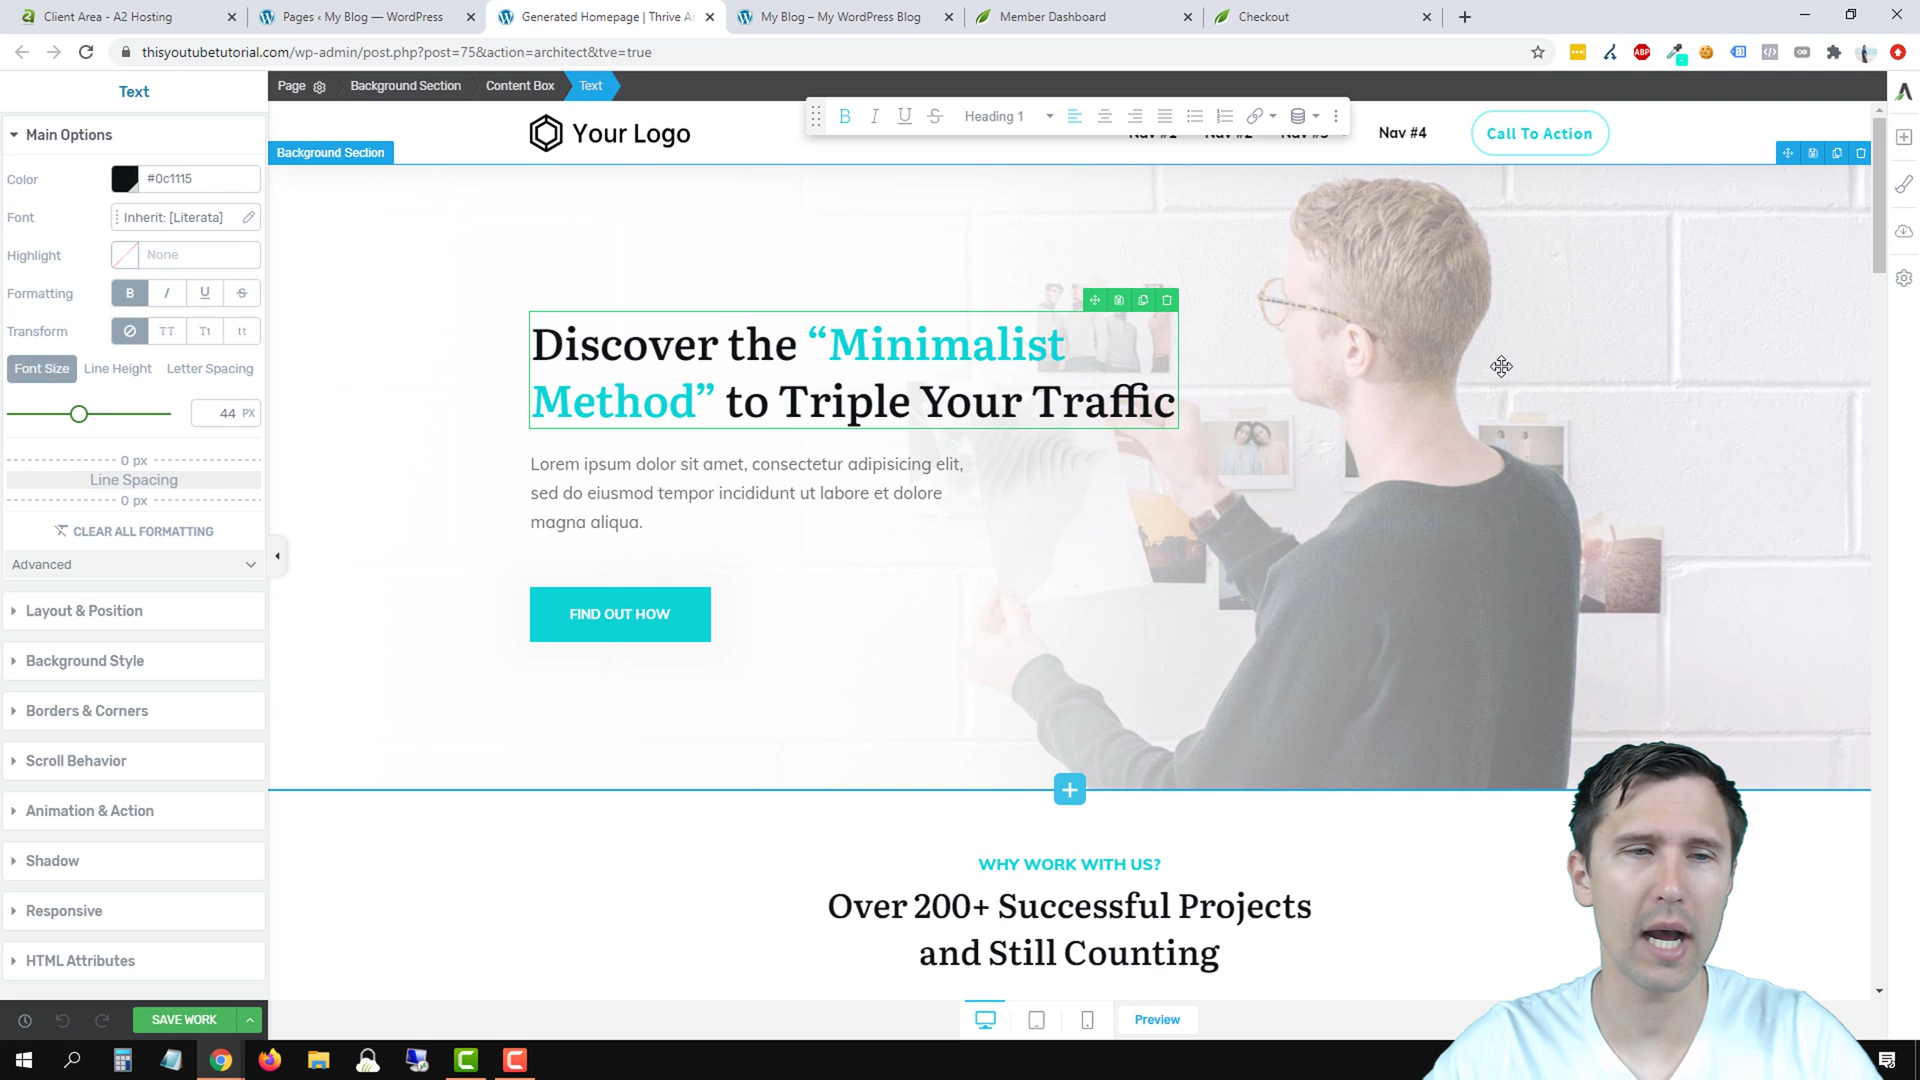 Client Area - A2 Hosting
Pages ‹ My Blog — WordPress
Generated Homepage | Thrive Ar
My Blog – My WordPress Blog
Member Dashboard
Checkout
thisyoutubetutorial.com/wp-admin/post.php?post=75&action=architect&tve=true
ABP
Text
Page
Background Section
Content Box
Text
Main Options
Color
#0c1115
Font
Inherit: [Literata]
Highlight
None
Formatting
B I U S
Transform
TT Tt tt
Font Size
Line Height
Letter Spacing
44 PX
0 px
Line Spacing
0 px
CLEAR ALL FORMATTING
Advanced
Layout & Position
Background Style
Borders & Corners
Scroll Behavior
Animation & Action
Shadow
Responsive
HTML Attributes
SAVE WORK
Your Logo
B I U S
Heading 1
Nav #4
Call To Action
Background Section
Discover the “Minimalist
Method” to Triple Your Traffic
Lorem ipsum dolor sit amet, consectetur adipisicing elit,
sed do eiusmod tempor incididunt ut labore et dolore
magna aliqua.
FIND OUT HOW
WHY WORK WITH US?
Over 200+ Successful Projects
and Still Counting
Preview